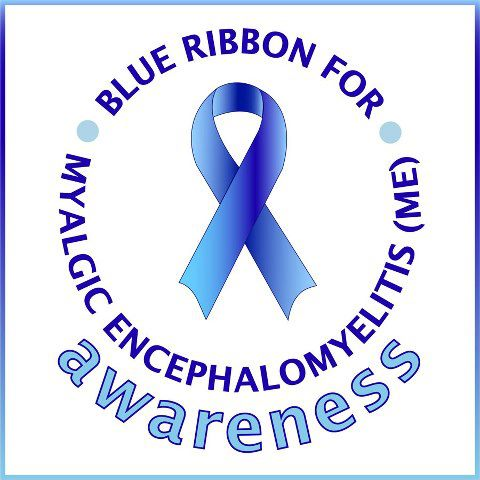 BLUE RIBBON FOR
MYALGIC ENCEPHALOMYELITIS (ME)
awareness